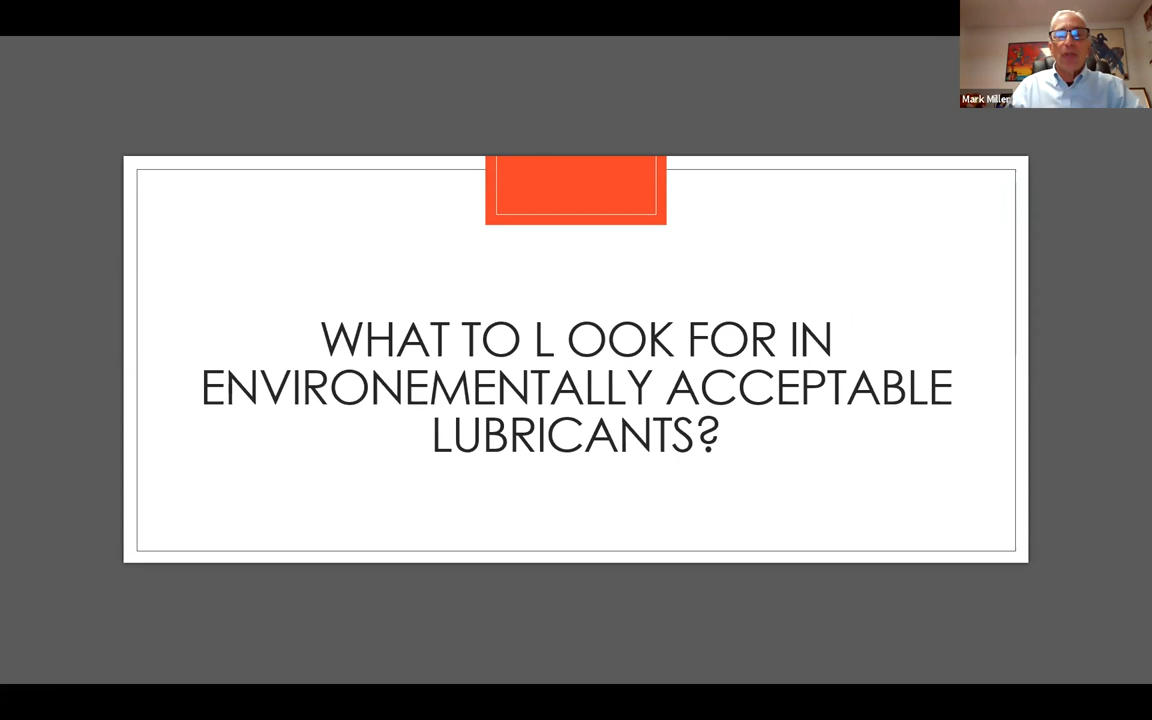 Mark Miller
WHAT TO L OOK FOR IN
ENVIRONEMENTALLY ACCEPTABLE
LUBRICANTS?